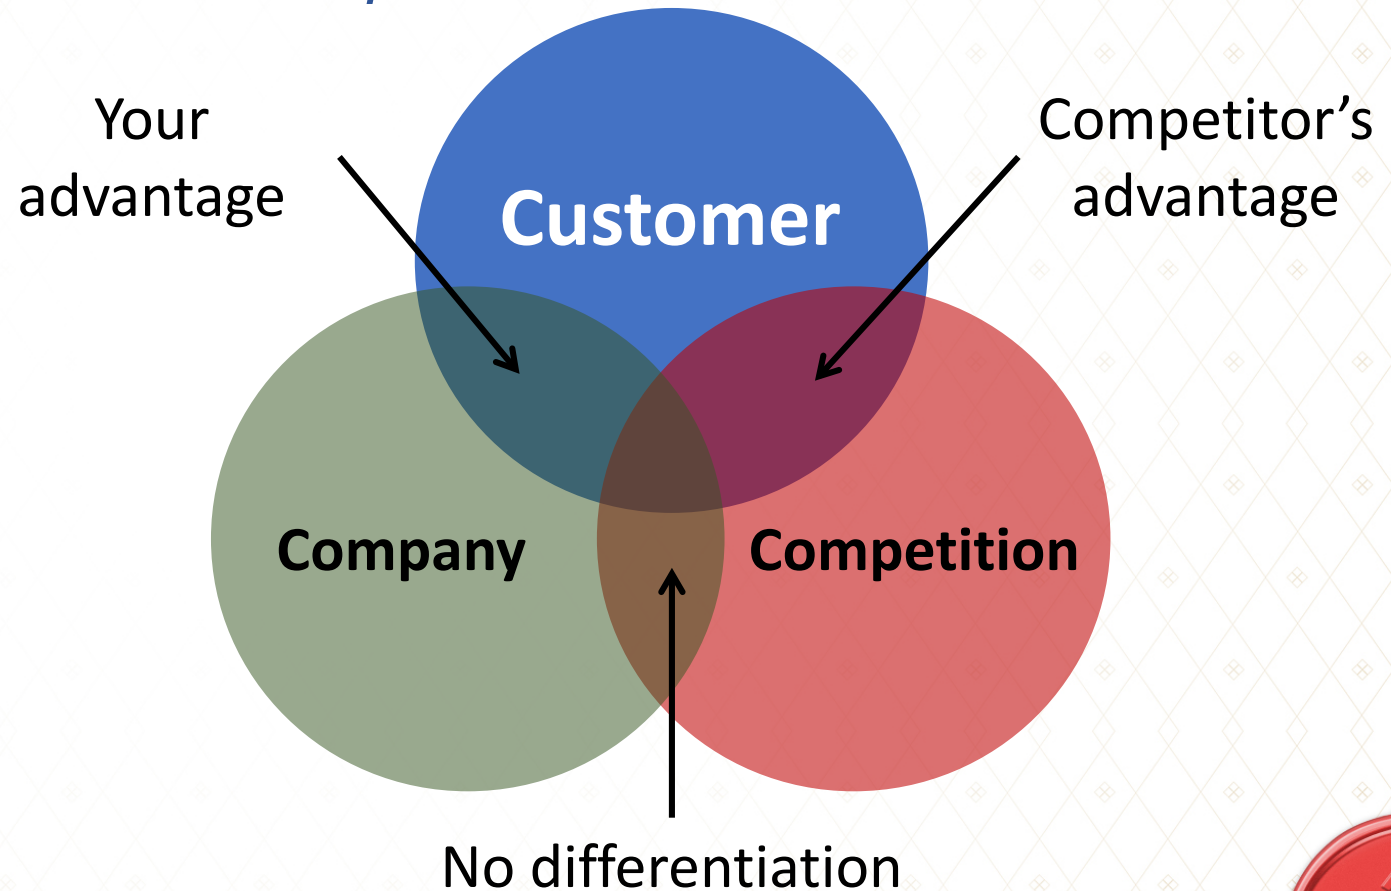 Your
advantage
Competitor’s
advantage
Customer
Company
Competition
No differentiation